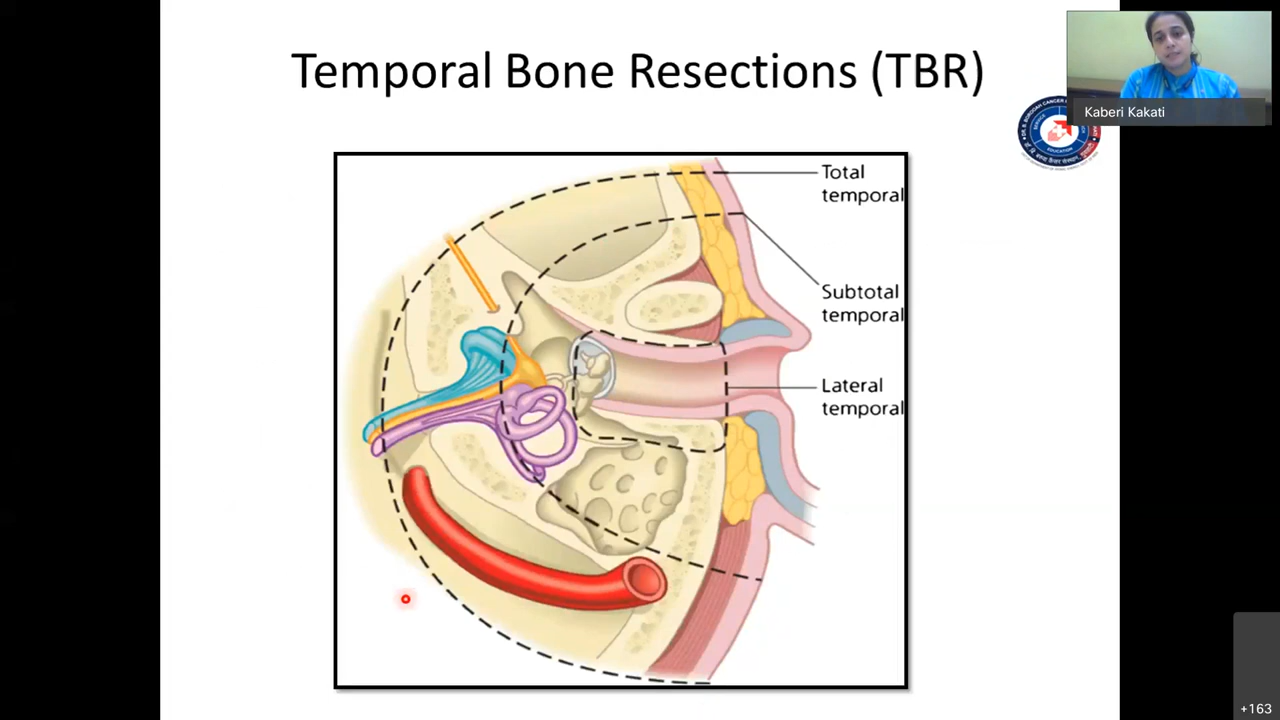 Temporal Bone Resections (TBR)
Kaberi Kakati
Total
temporal
Subtotal
temporal
Lateral
temporal
+163